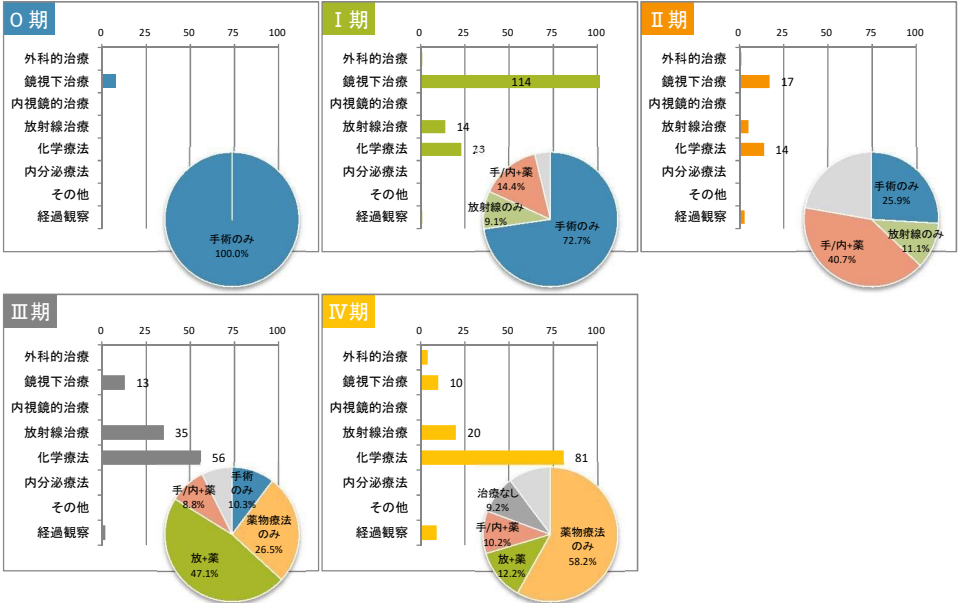 0期
0 25 50 75 100
外科的治療
鏡視下治療
内視鏡的治療
放射線治療
化学療法
内分泌療法
その他
経過観察
手術のみ
100.0%
Ⅰ期
0 25 50 75 100
外科的治療
鏡視下治療 114
内視鏡的治療
放射線治療 14
化学療法 23
内分泌療法
その他
経過観察
手/内+薬
14.4%
放射線のみ
9.1%
手術のみ
72.7%
Ⅱ期
0 25 50 75 100
外科的治療
鏡視下治療 17
内視鏡的治療
放射線治療
化学療法 14
内分泌療法
その他
経過観察
手術のみ
25.9%
放射線のみ
11.1%
手/内+薬
40.7%
Ⅲ期
0 25 50 75 100
外科的治療
鏡視下治療 13
内視鏡的治療
放射線治療 35
化学療法 56
内分泌療法
その他
経過観察
手術
のみ
10.3%
手/内+薬
8.8%
薬物療法
のみ
26.5%
放+薬
47.1%
Ⅳ期
0 25 50 75 100
外科的治療
鏡視下治療 10
内視鏡的治療
放射線治療 20
化学療法 81
内分泌療法
その他
経過観察
治療なし
9.2%
手/内+薬
10.2%
放+薬
12.2%
薬物療法
のみ
58.2%